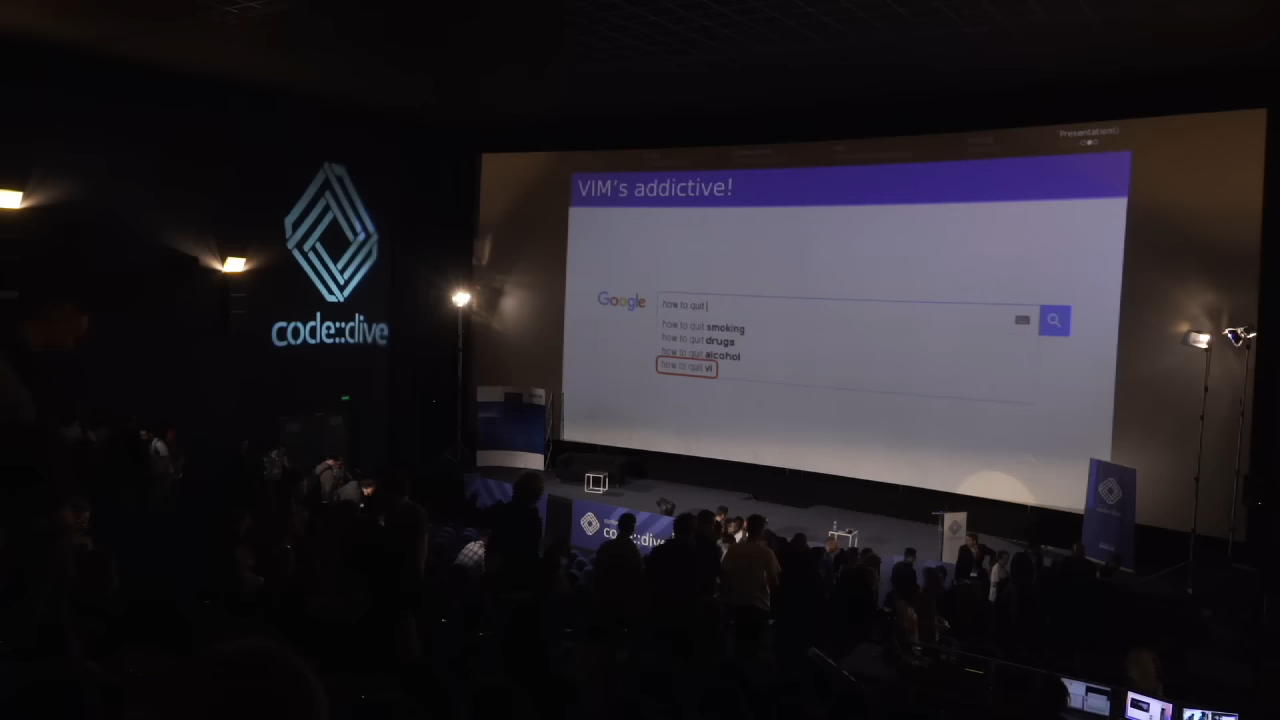 Presentation()
VIM's addictive!
Google
how to quit
how to quit smoking
how to quit drugs
how to quit alcohol
how to quit vi
code::dive
code::dive